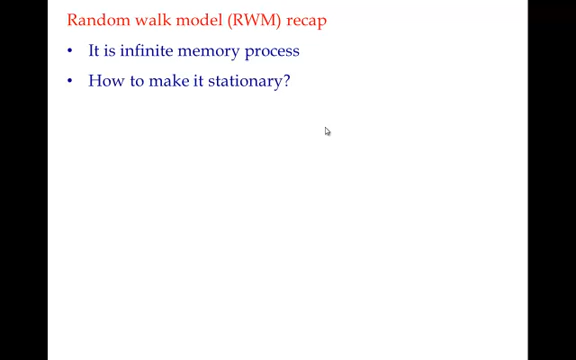 Random walk model (RWM) recap
• It is infinite memory process
• How to make it stationary?